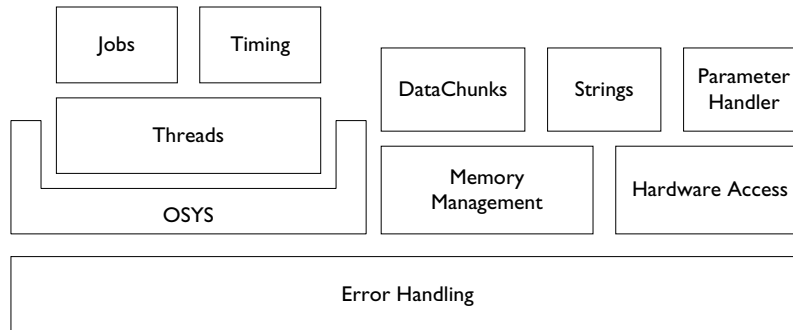 Jobs
Timing
DataChunks
Strings
Parameter
Handler
Threads
Memory
Management
Hardware Access
OSYS
Error Handling